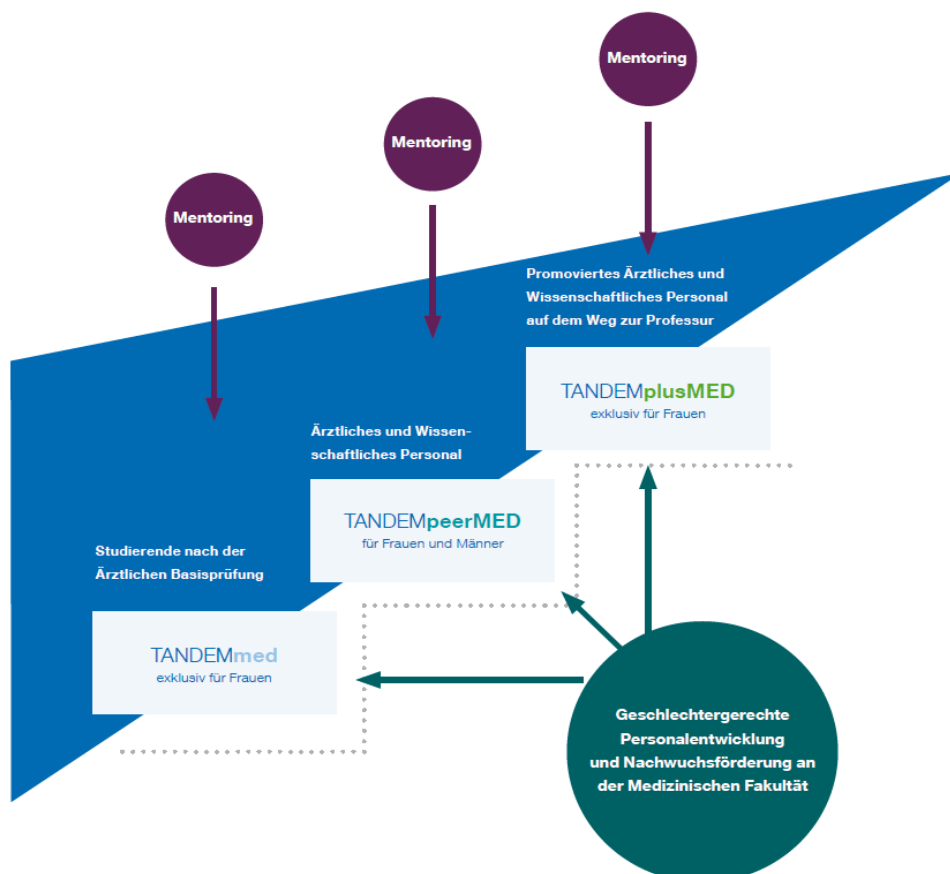 Mentoring
Mentoring
Mentoring
Promoviertes Ärztliches und
Wissenschaftliches Personal
auf dem Weg zur Professur
TANDEMplusMED
exklusiv für Frauen
Ärztliches und Wissen-
schaftliches Personal
TANDEMpeerMED
für Frauen und Männer
Studierende nach der
Ärztlichen Basisprüfung
TANDEMmed
exklusiv für Frauen
Geschlechtergerechte
Personalentwicklung
und Nachwuchsförderung an
der Medizinischen Fakultät